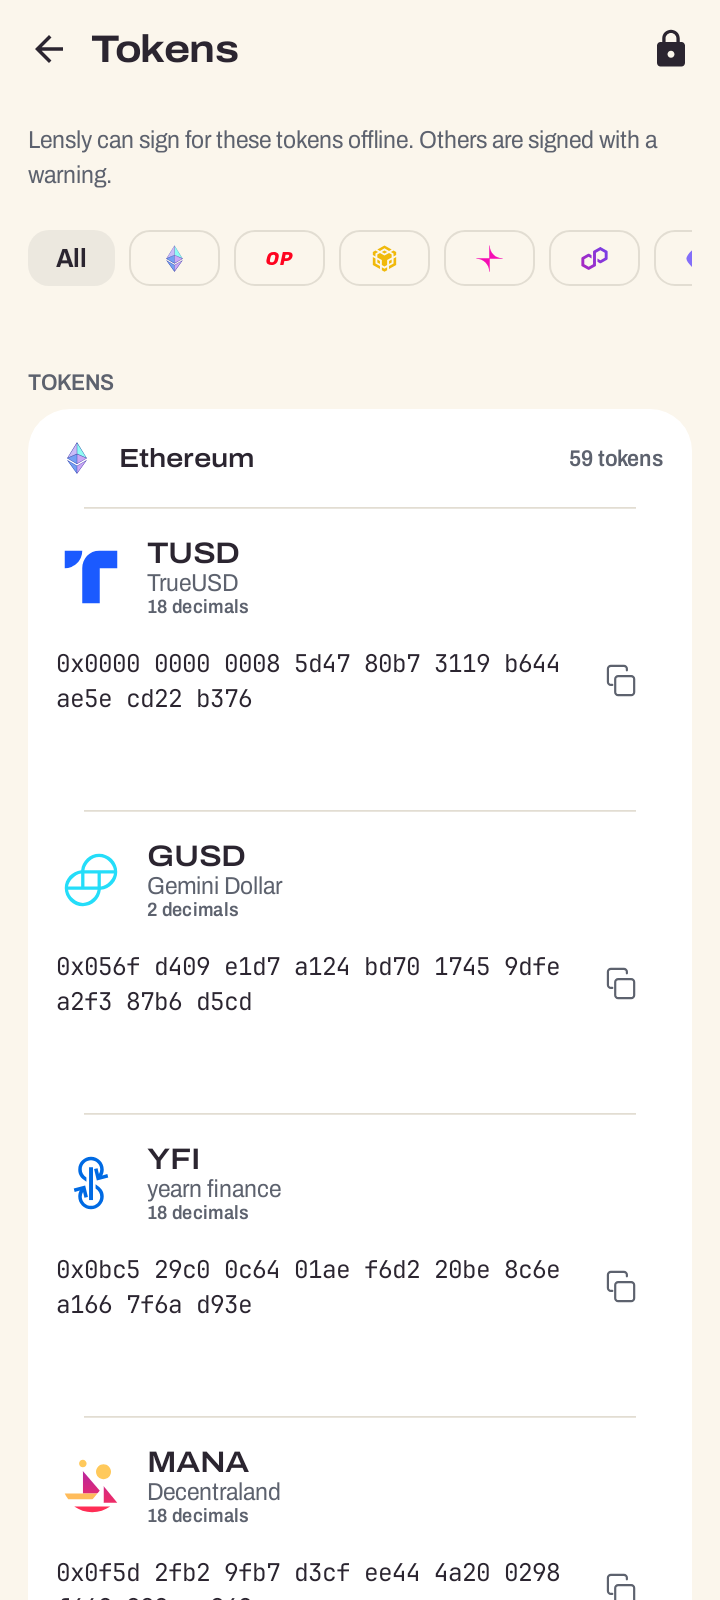 Tokens
Lensly can sign for these tokens offline. Others are signed with a
warning.
All
OP
TOKENS
Ethereum
59 tokens
TUSD
TrueUSD
18 decimals
0x0000 0000 0008 5d47 80b7 3119 b644
ae5e cd22 b376
GUSD
Gemini Dollar
2 decimals
0x056f d409 e1d7 a124 bd70 1745 9dfe
a2f3 87b6 d5cd
YFI
yearn finance
18 decimals
0x0bc5 29c0 0c64 01ae f6d2 20be 8c6e
a166 7f6a d93e
MANA
Decentraland
18 decimals
0x0f5d 2fb2 9fb7 d3cf ee44 4a20 0298